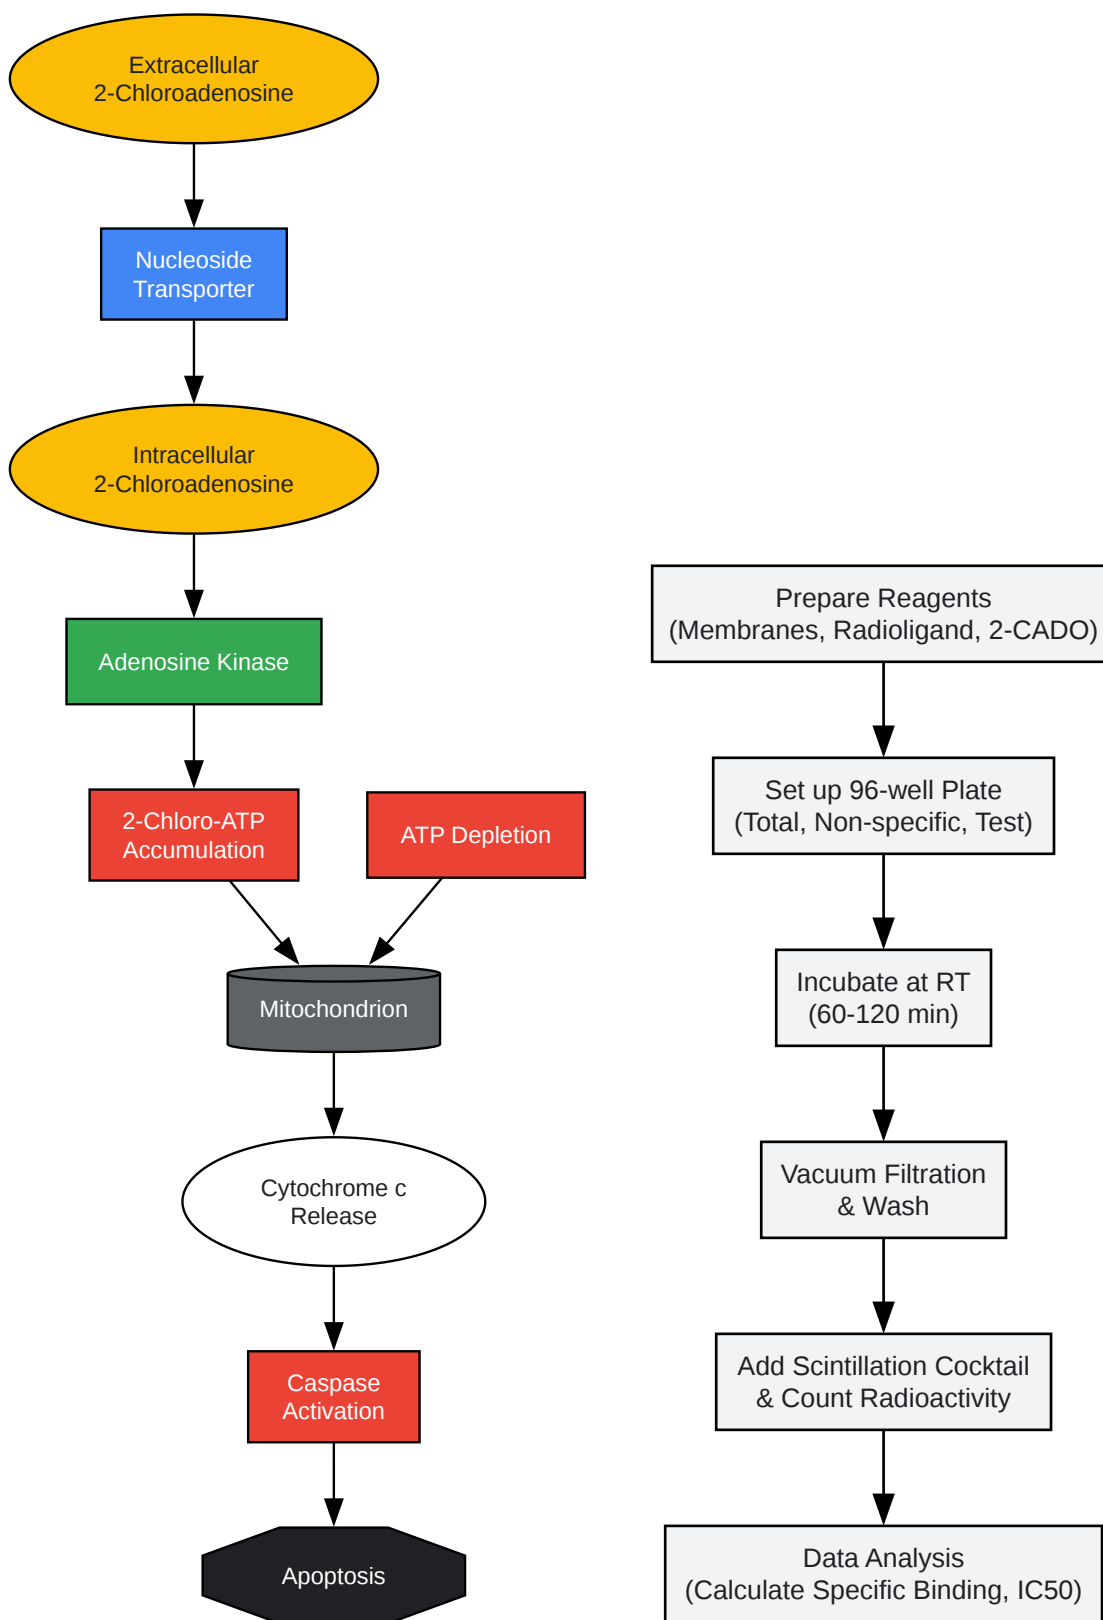 Extracellular
2-Chloroadenosine
Nucleoside
Transporter
Intracellular
2-Chloroadenosine
Adenosine Kinase
2-Chloro-ATP
Accumulation
ATP Depletion
Mitochondrion
Cytochrome c
Release
Caspase
Activation
Apoptosis
Prepare Reagents
(Membranes, Radioligand, 2-CADO)
Set up 96-well Plate
(Total, Non-specific, Test)
Incubate at RT
(60-120 min)
Vacuum Filtration
& Wash
Add Scintillation Cocktail
& Count Radioactivity
Data Analysis
(Calculate Specific Binding, IC50)